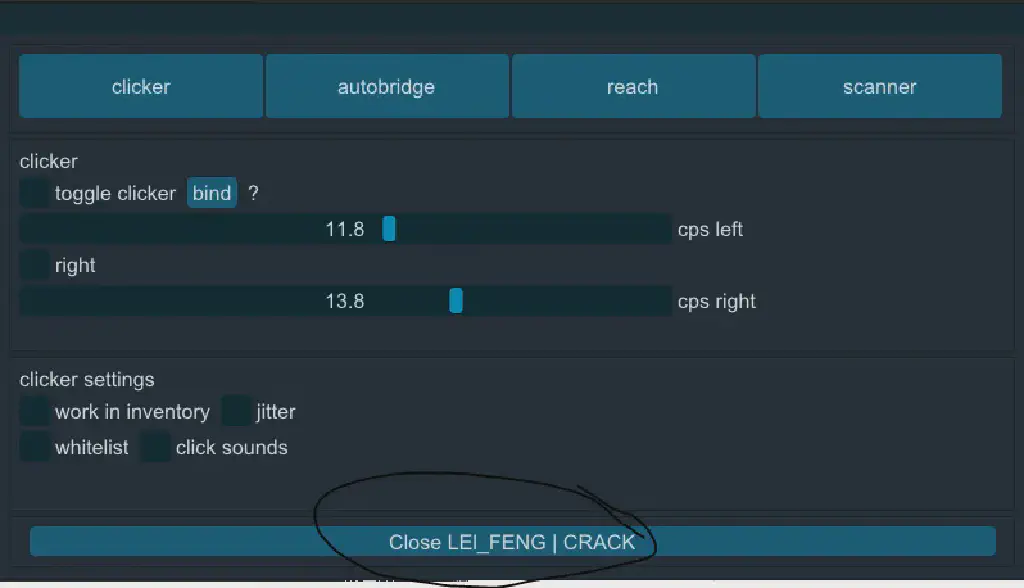 clicker autobridge reach scanner
clicker
toggle clicker bind ?
11.8 cps left
right
13.8 cps right
clicker settings
work in inventory jitter
whitelist click sounds
Close LEI_FENG | CRACK